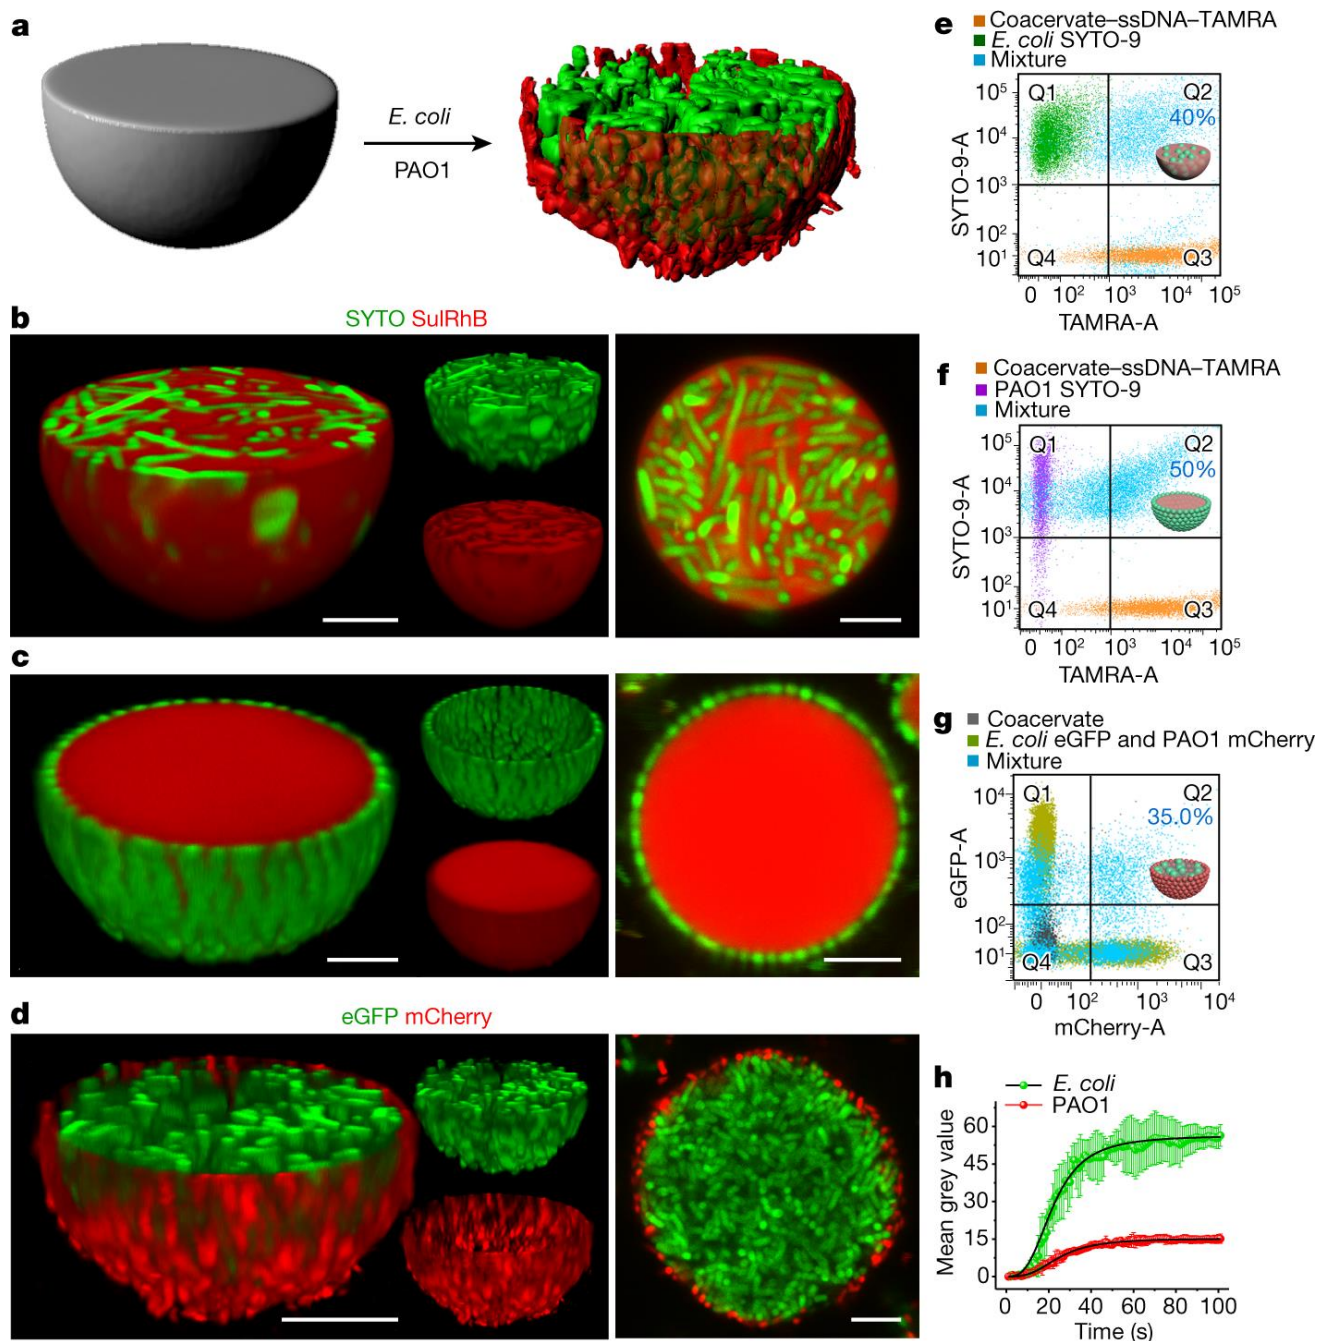 a
E. coli
PAO1
b
SYTO SulRhB
c
d
eGFP mCherry
e
Coacervate–ssDNA–TAMRA
E. coli SYTO-9
Mixture
Q1
Q2
40%
Q4
Q3
SYTO-9-A
10⁵
10⁴
10³
10²
10¹
0 10² 10³ 10⁴ 10⁵
TAMRA-A
f
Coacervate–ssDNA–TAMRA
PAO1 SYTO-9
Mixture
Q1
Q2
50%
Q4
Q3
SYTO-9-A
10⁵
10⁴
10³
10²
10¹
0 10² 10³ 10⁴ 10⁵
TAMRA-A
g
Coacervate
E. coli eGFP and PAO1 mCherry
Mixture
Q1
Q2
35.0%
Q4
Q3
eGFP-A
10⁴
10³
10²
10¹
0 10² 10³ 10⁴
mCherry-A
h
E. coli
PAO1
Mean grey value
60
45
30
15
0
0 20 40 60 80 100
Time (s)